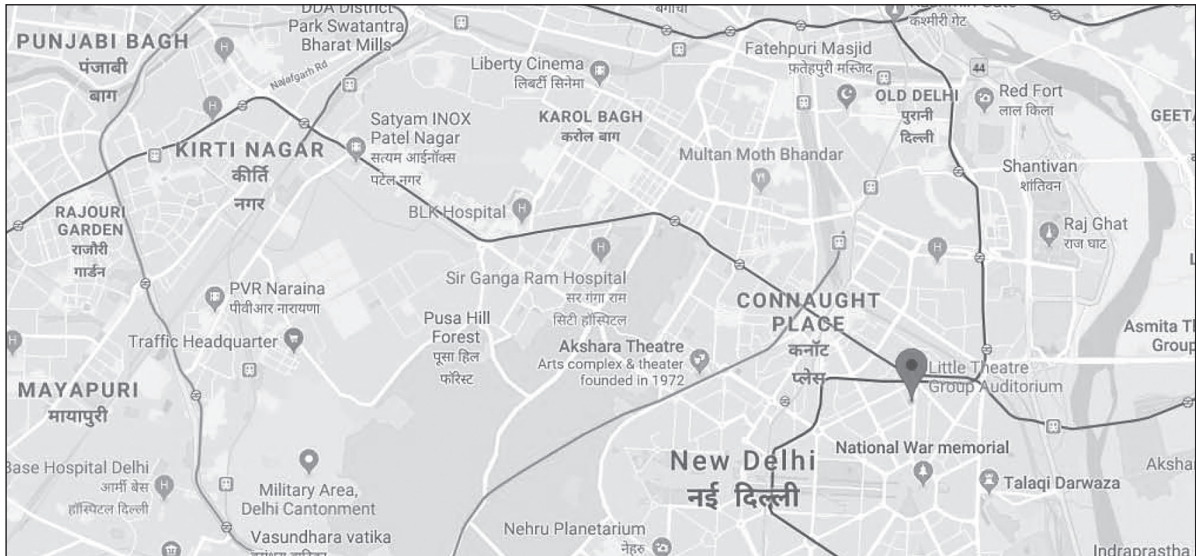 DDA District
Park Swatantra
Bharat Mills
PUNJABI BAGH
पंजाबी
बाग
Najafgarh Rd
Liberty Cinema
लिबर्टी सिनेमा
बगीची
Fatehpuri Masjid
फ़तेहपुरी मस्जिद
कश्मीरी गेट
44
OLD DELHI
पुरानी
दिल्ली
Red Fort
लाल किला
GEETA
KAROL BAGH
करोल बाग
Satyam INOX
Patel Nagar
सत्यम आईनॉक्स
पटेल नगर
KIRTI NAGAR
कीर्ति
नगर
Multan Moth Bhandar
Shantivan
शांतिवन
RAJOURI
GARDEN
राजौरी
गार्डन
BLK Hospital
Raj Ghat
राज घाट
Sir Ganga Ram Hospital
सर गंगा राम
सिटी हॉस्पिटल
PVR Naraina
पीवीआर नारायणा
CONNAUGHT
PLACE
कनॉट
प्लेस
Pusa Hill
Forest
पूसा हिल
फॉरेस्ट
Traffic Headquarter
Akshara Theatre
Arts complex & theater
founded in 1972
Asmita Th
Group
Little Theatre
Group Auditorium
MAYAPURI
मायापुरी
National War memorial
New Delhi
नई दिल्ली
Talaqi Darwaza
Aksha
Base Hospital Delhi
आर्मी बेस
हॉस्पिटल दिल्ली
Military Area,
Delhi Cantonment
Nehru Planetarium
नेहरु
Vasundhara vatika
Indraprastha